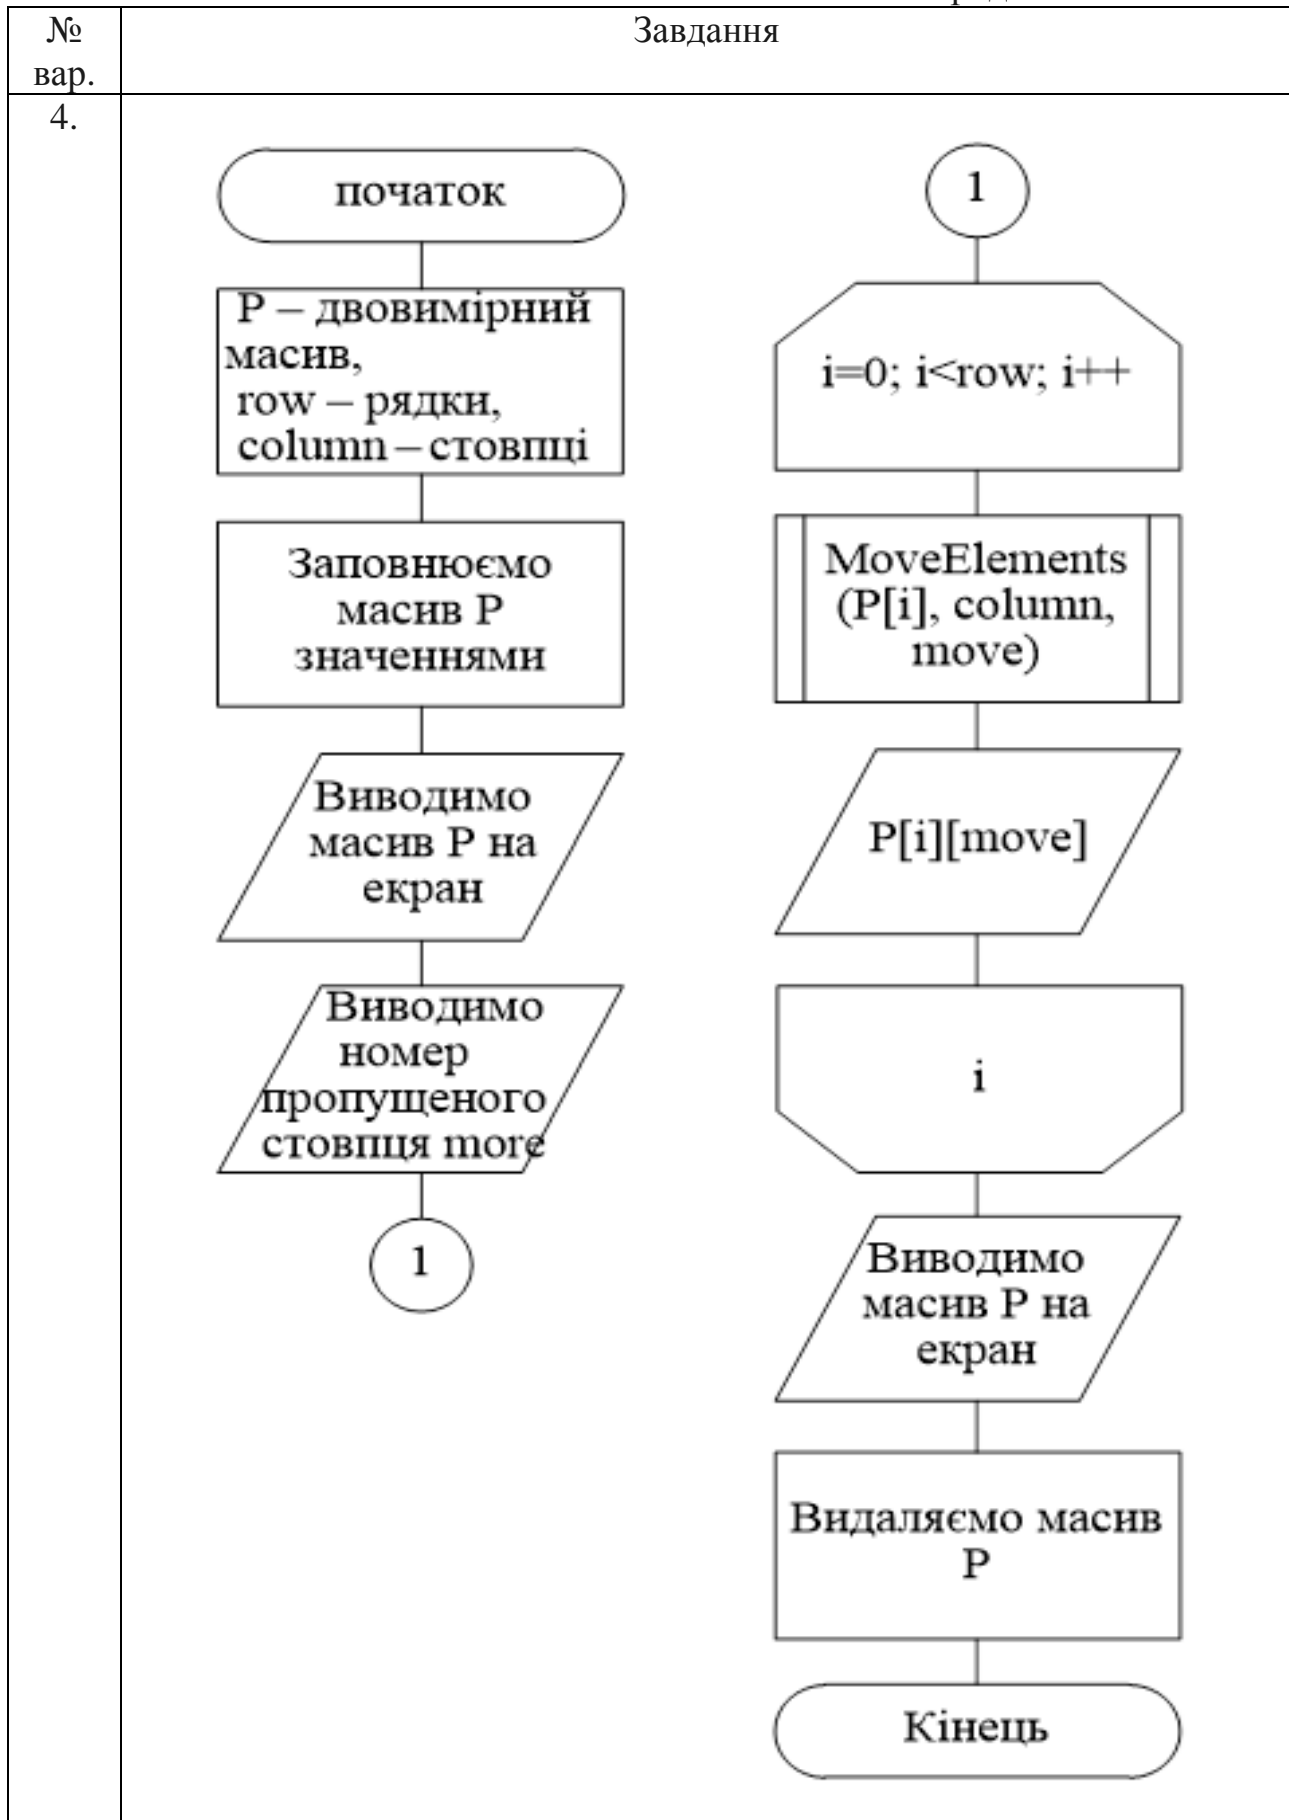 №
вар.
Завдання
4.
початок
P – двовимірний
масив,
row – рядки,
column – стовпці
Заповнюємо
масив P
значеннями
Виводимо
масив P на
екран
Виводимо
номер
пропущеного
стовпця more
1
1
i=0; i<row; i++
MoveElements
(P[i], column,
move)
P[i][move]
i
Виводимо
масив P на
екран
Видаляємо масив
P
Кінець